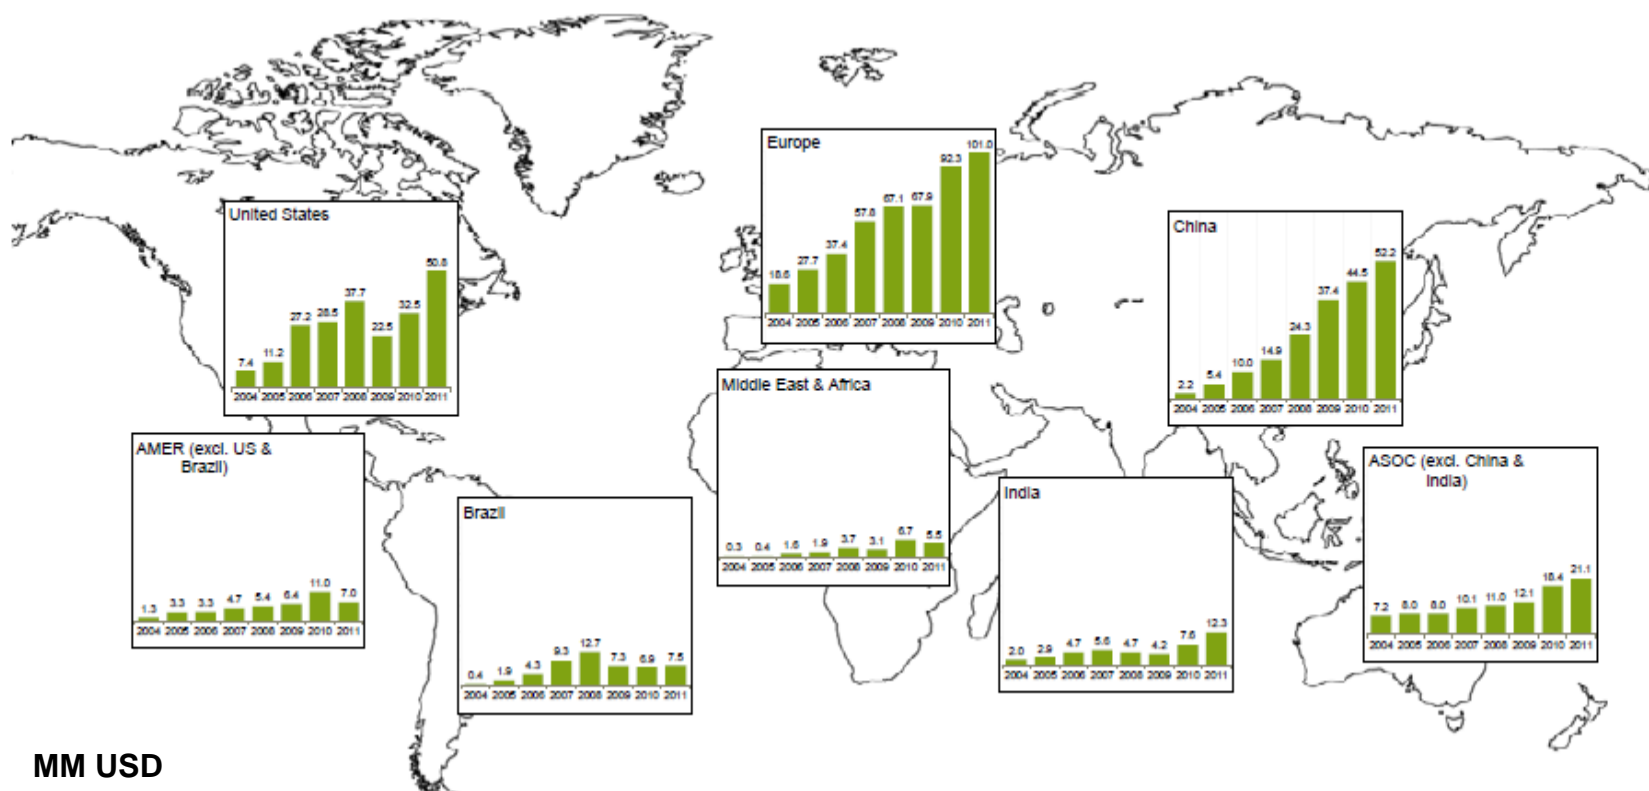 Europe
18.6 27.7 37.4 57.8 67.1 67.9 92.3 101.0
2004 2005 2006 2007 2008 2009 2010 2011
United States
7.4 11.2 27.2 28.5 37.7 22.5 32.5 50.8
2004 2005 2006 2007 2008 2009 2010 2011
China
2.2 5.4 10.0 14.9 24.3 37.4 44.5 52.2
2004 2005 2006 2007 2008 2009 2010 2011
Middle East & Africa
0.3 0.4 1.6 1.9 3.7 3.1 6.7 5.5
2004 2005 2006 2007 2008 2009 2010 2011
AMER (excl. US &
Brazil)
1.3 3.3 3.3 4.7 5.4 6.4 11.0 7.0
2004 2005 2006 2007 2008 2009 2010 2011
Brazil
0.4 1.9 4.3 9.3 12.7 7.3 6.9 7.5
2004 2005 2006 2007 2008 2009 2010 2011
India
2.0 2.9 4.7 5.6 4.7 4.2 7.6 12.3
2004 2005 2006 2007 2008 2009 2010 2011
ASOC (excl. China &
India)
7.2 8.0 8.0 10.1 11.0 12.1 18.4 21.1
2004 2005 2006 2007 2008 2009 2010 2011
MM USD